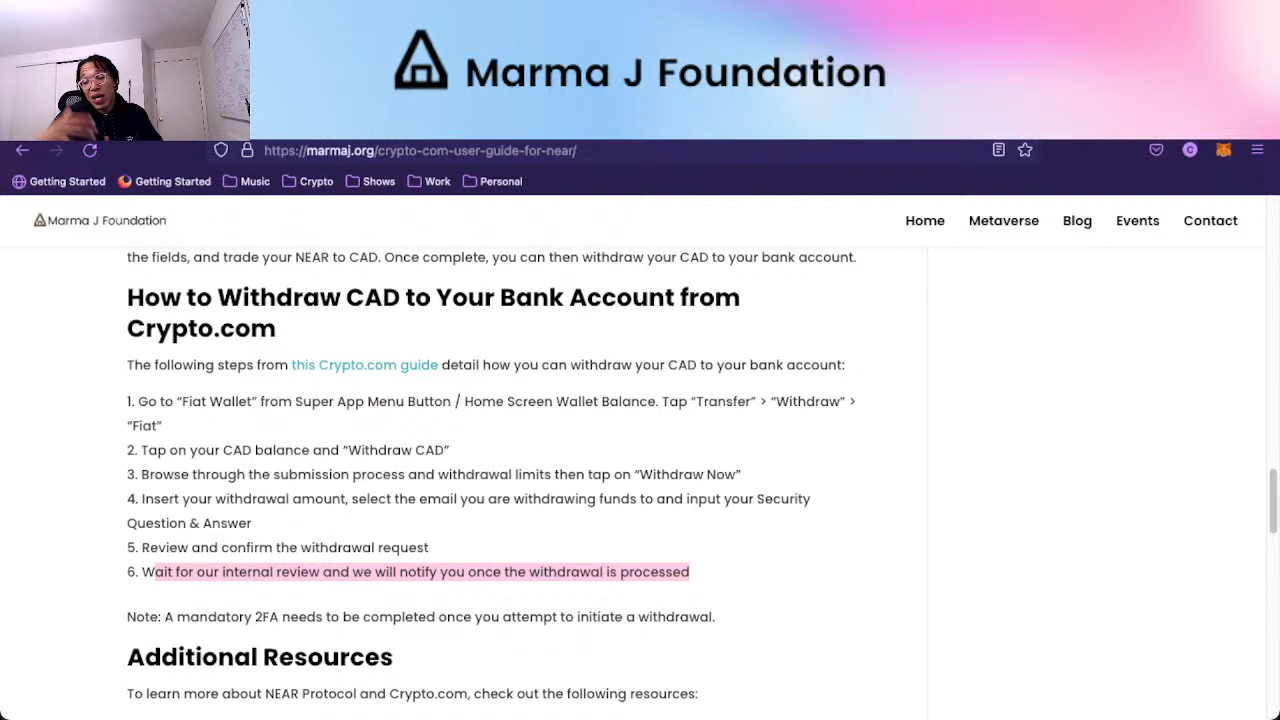 Marma J Foundation
https://marmaj.org/crypto-com-user-guide-for-near/
Getting Started Getting Started Music Crypto Shows Work Personal
Marma J Foundation Home Metaverse Blog Events Contact
the fields, and trade your NEAR to CAD. Once complete, you can then withdraw your CAD to your bank account.
How to Withdraw CAD to Your Bank Account from
Crypto.com
The following steps from this Crypto.com guide detail how you can withdraw your CAD to your bank account:
1. Go to “Fiat Wallet” from Super App Menu Button / Home Screen Wallet Balance. Tap “Transfer” > “Withdraw” >
“Fiat”
2. Tap on your CAD balance and “Withdraw CAD”
3. Browse through the submission process and withdrawal limits then tap on “Withdraw Now”
4. Insert your withdrawal amount, select the email you are withdrawing funds to and input your Security
Question & Answer
5. Review and confirm the withdrawal request
6. Wait for our internal review and we will notify you once the withdrawal is processed
Note: A mandatory 2FA needs to be completed once you attempt to initiate a withdrawal.
Additional Resources
To learn more about NEAR Protocol and Crypto.com, check out the following resources: